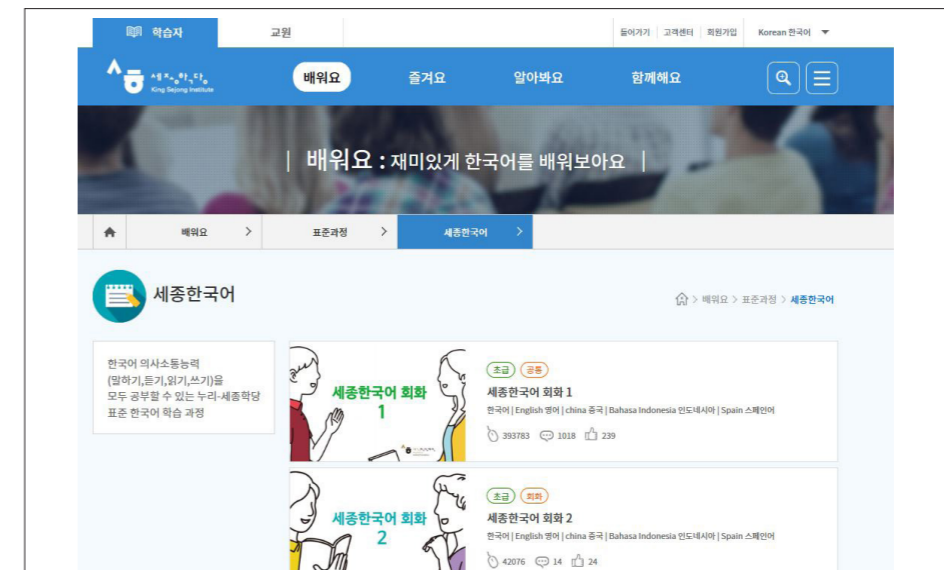 학습자 교원 들어가기 고객센터 회원가입 Korean 한국어
세종학당
King Sejong Institute
배워요 즐겨요 알아봐요 함께해요
| 배워요 : 재미있게 한국어를 배워보아요 |
배워요 > 표준과정 > 세종한국어 >
세종한국어
> 배워요 > 표준과정 > 세종한국어
한국어 의사소통능력
(말하기,듣기,읽기,쓰기)을
모두 공부할 수 있는 누리-세종학당
표준 한국어 학습 과정
세종한국어 회화
1
초급 공통
세종한국어 회화 1
한국어 | English 영어 | china 중국 | Bahasa Indonesia 인도네시아 | Spain 스페인어
393783 1018 239
세종한국어 회화
2
초급 회화
세종한국어 회화 2
한국어 | English 영어 | china 중국 | Bahasa Indonesia 인도네시아 | Spain 스페인어
42076 14 24